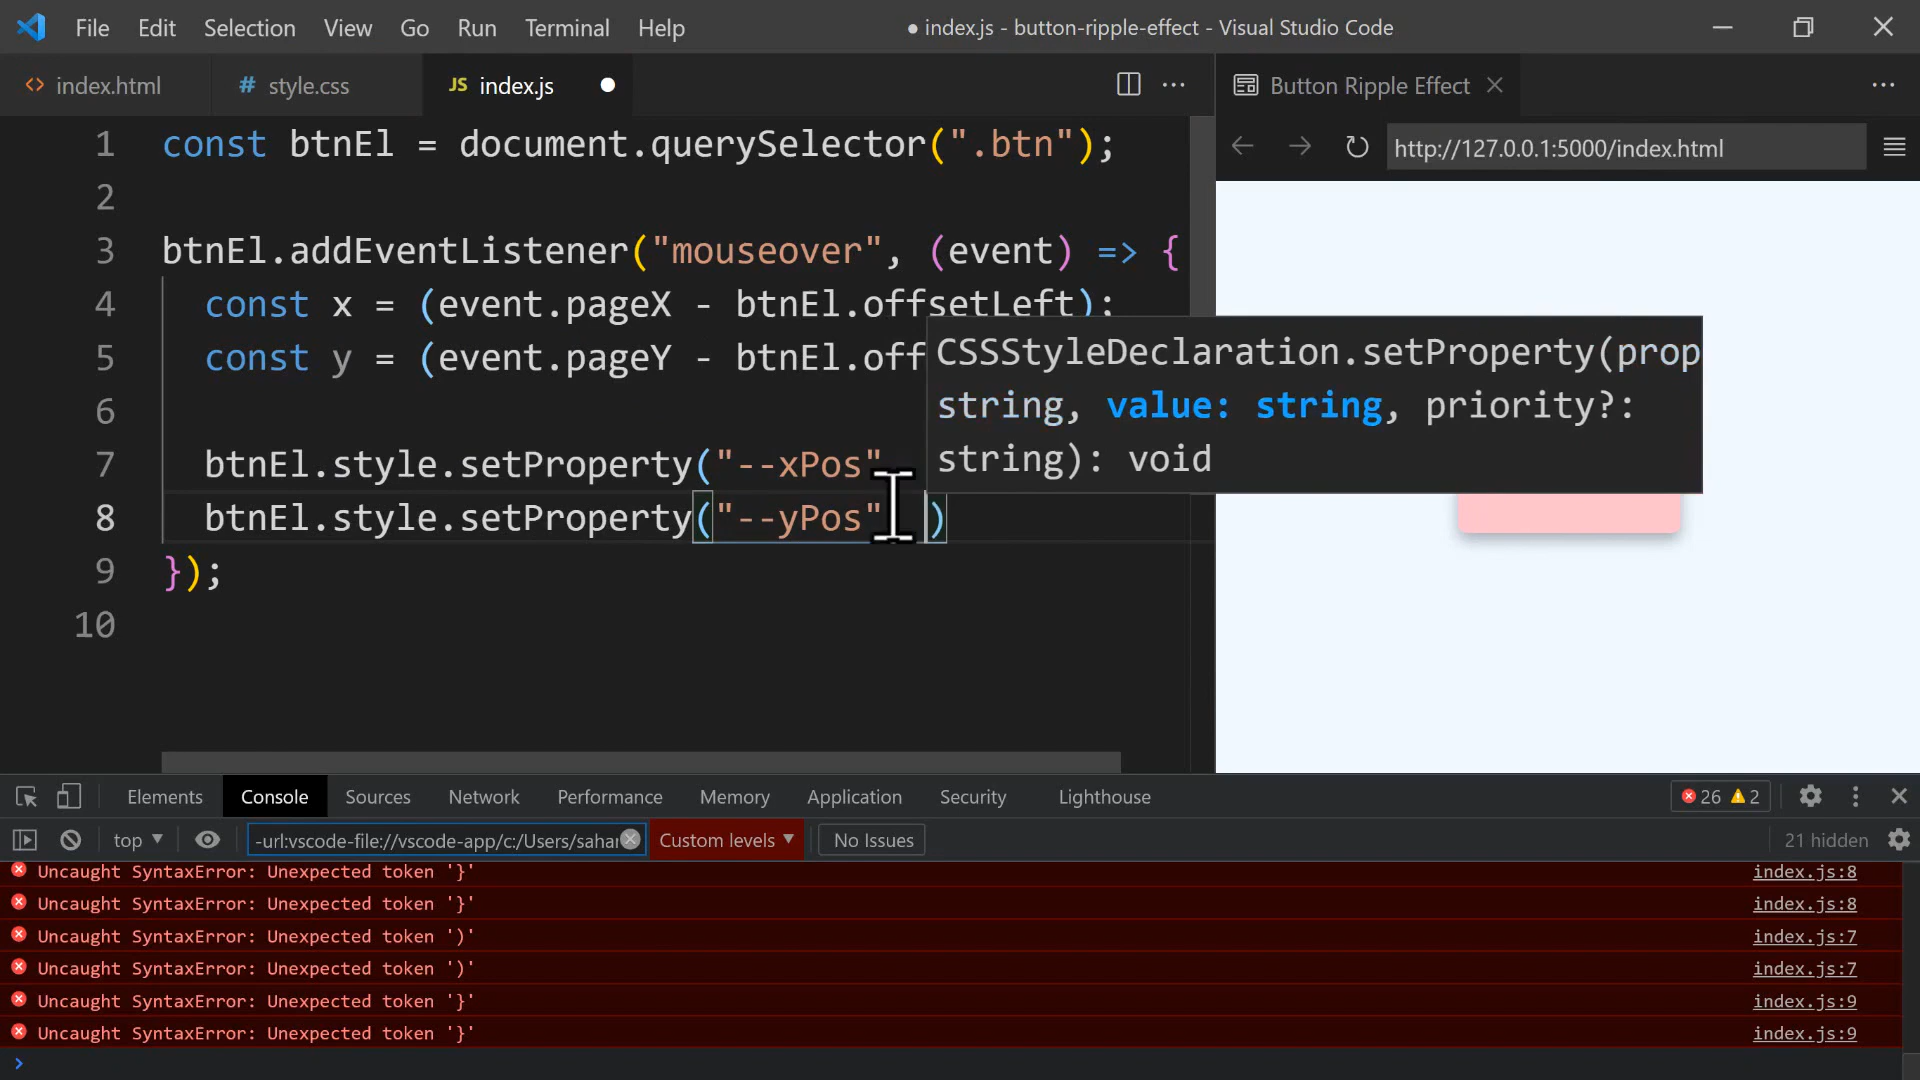 File Edit Selection View Go Run Terminal Help
● index.js - button-ripple-effect - Visual Studio Code
<> index.html
# style.css
JS index.js ●
Button Ripple Effect
http://127.0.0.1:5000/index.html
1 const btnEl = document.querySelector(".btn");
2
3 btnEl.addEventListener("mouseover", (event) => {
4 const x = (event.pageX - btnEl.offsetLeft);
5 const y = (event.pageY - btnEl.off
6
7 btnEl.style.setProperty("--xPos"
8 btnEl.style.setProperty("--yPos" )
9 });
10
CSSStyleDeclaration.setProperty(prop
string, value: string, priority?:
string): void
Elements Console Sources Network Performance Memory Application Security Lighthouse
26 2
top
-url:vscode-file://vscode-app/c:/Users/sahar
Custom levels
No Issues
21 hidden
Uncaught SyntaxError: Unexpected token '}' index.js:8
Uncaught SyntaxError: Unexpected token '}' index.js:8
Uncaught SyntaxError: Unexpected token ')' index.js:7
Uncaught SyntaxError: Unexpected token ')' index.js:7
Uncaught SyntaxError: Unexpected token '}' index.js:9
Uncaught SyntaxError: Unexpected token '}' index.js:9
>